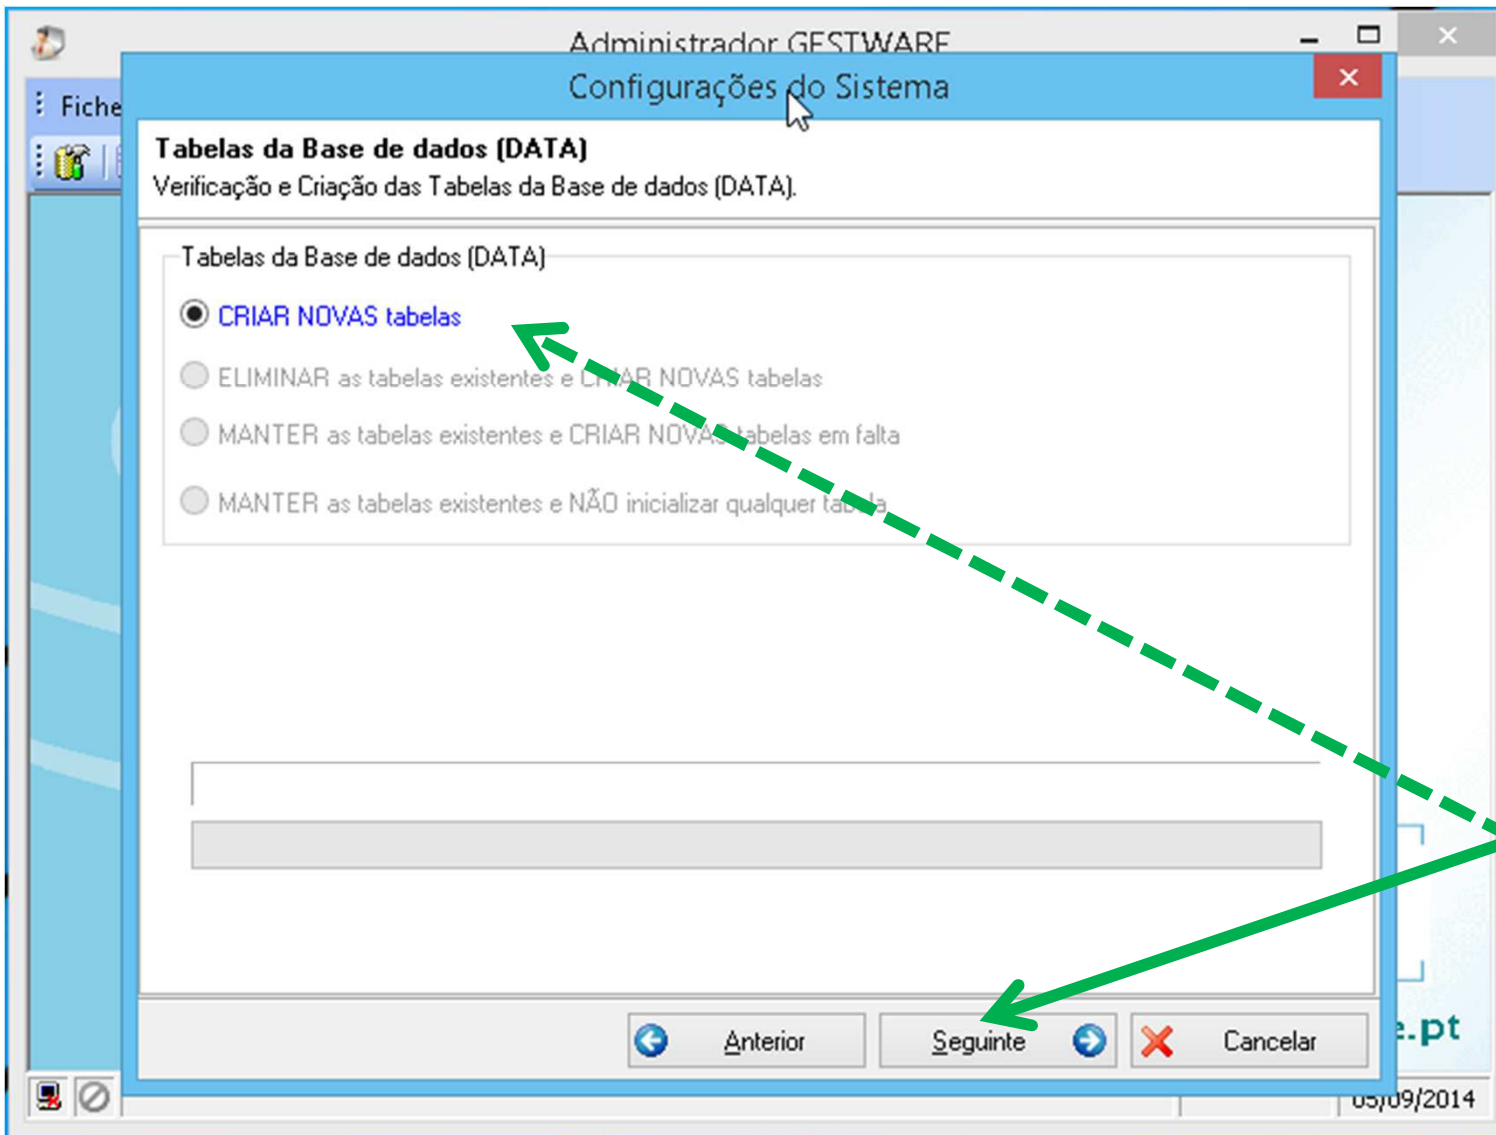 Administrador GESTWARE
Configurações do Sistema
Fiche
Tabelas da Base de dados (DATA)
Verificação e Criação das Tabelas da Base de dados (DATA).
Tabelas da Base de dados (DATA)
CRIAR NOVAS tabelas
ELIMINAR as tabelas existentes e CRIAR NOVAS tabelas
MANTER as tabelas existentes e CRIAR NOVAS tabelas em falta
MANTER as tabelas existentes e NÃO inicializar qualquer tabela
Anterior
Seguinte
Cancelar
e.pt
05/09/2014